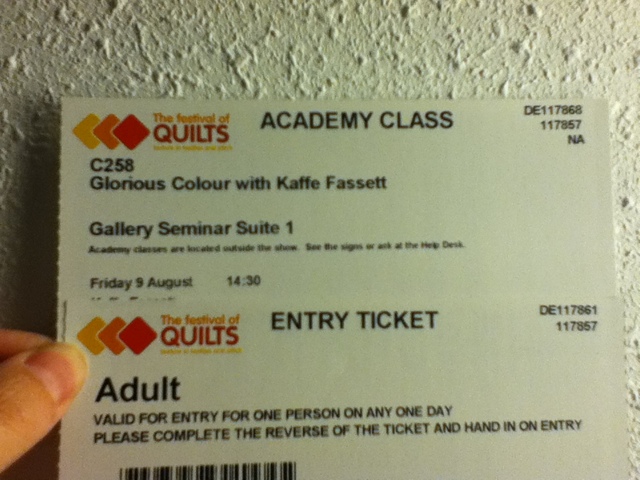 The festival of
QUILTS
ACADEMY CLASS
DE117868
117857
NA
C258
Glorious Colour with Kaffe Fassett
Gallery Seminar Suite 1
Academy classes are located outside the show. See the signs or ask at the Help Desk.
Friday 9 August 14:30
The festival of
QUILTS
ENTRY TICKET
DE117861
117857
Adult
VALID FOR ENTRY FOR ONE PERSON ON ANY ONE DAY
PLEASE COMPLETE THE REVERSE OF THE TICKET AND HAND IN ON ENTRY